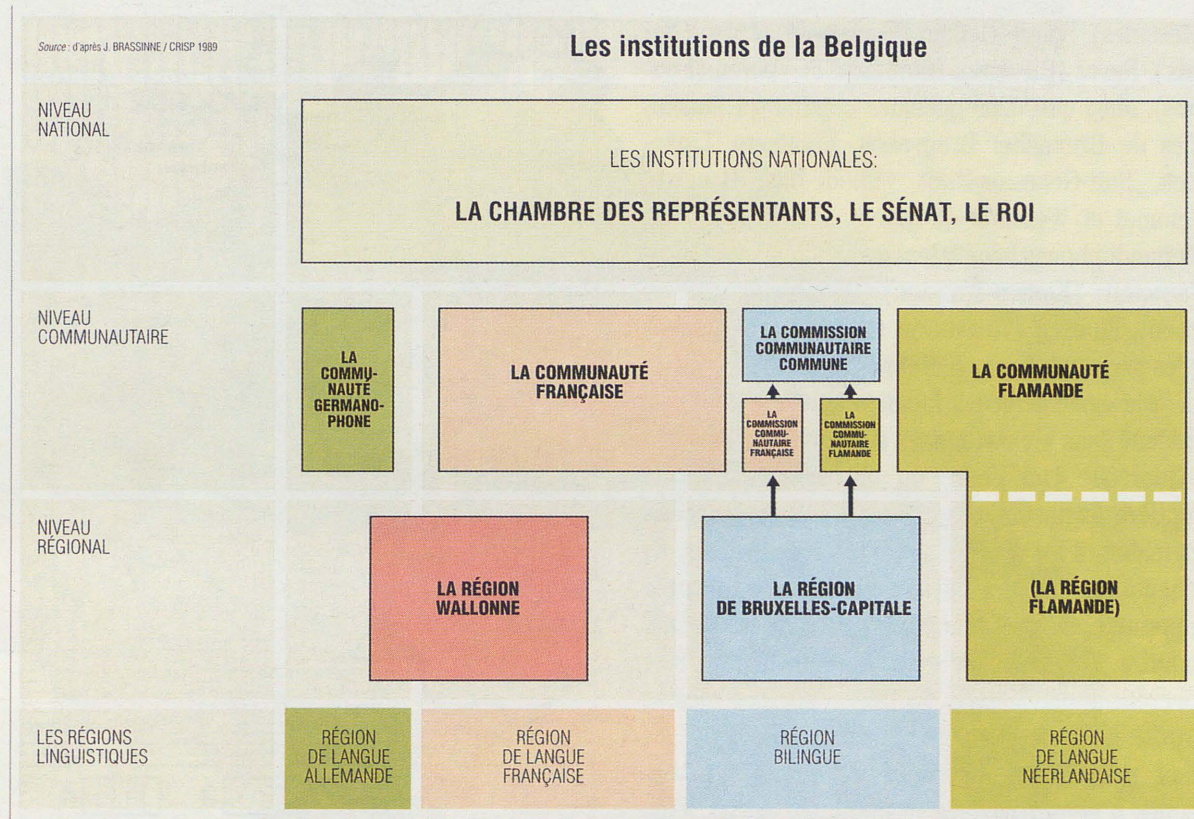 Source: d'après J. BRASSINNE / CRISP 1989
Les institutions de la Belgique
NIVEAU
NATIONAL
LES INSTITUTIONS NATIONALES:
LA CHAMBRE DES REPRÉSENTANTS, LE SÉNAT, LE ROI
NIVEAU
COMMUNAUTAIRE
LA
COMMU-
NAUTÉ
GERMANO-
PHONE
LA COMMUNAUTÉ
FRANÇAISE
LA COMMISSION
COMMUNAUTAIRE
COMMUNE
LA
COMMISSION
COMMU-
NAUTAIRE
FRANÇAISE
LA
COMMISSION
COMMU-
NAUTAIRE
FLAMANDE
LA COMMUNAUTÉ
FLAMANDE
NIVEAU
RÉGIONAL
LA RÉGION
WALLONNE
LA RÉGION
DE BRUXELLES-CAPITALE
(LA RÉGION
FLAMANDE)
LES RÉGIONS
LINGUISTIQUES
RÉGION
DE LANGUE
ALLEMANDE
RÉGION
DE LANGUE
FRANÇAISE
RÉGION
BILINGUE
RÉGION
DE LANGUE
NÉERLANDAISE